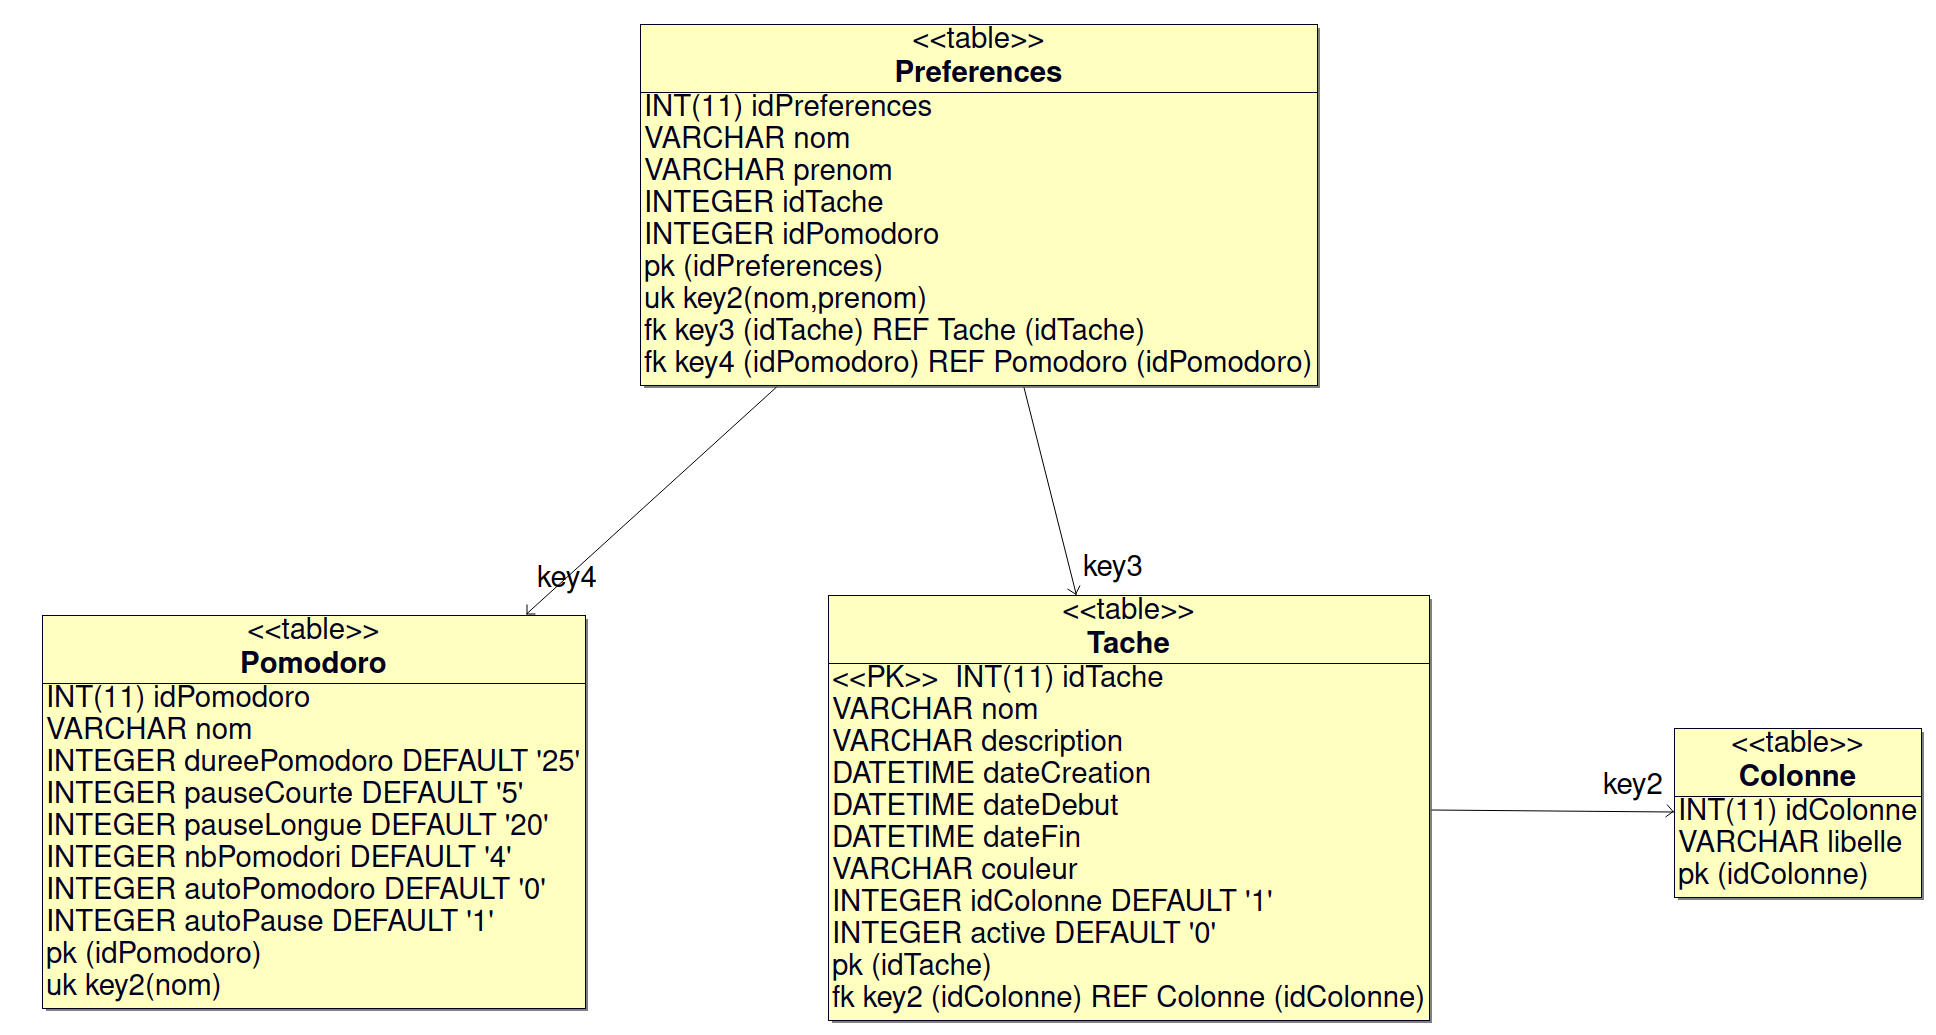 <<table>>
Preferences
INT(11) idPreferences
VARCHAR nom
VARCHAR prenom
INTEGER idTache
INTEGER idPomodoro
pk (idPreferences)
uk key2(nom,prenom)
fk key3 (idTache) REF Tache (idTache)
fk key4 (idPomodoro) REF Pomodoro (idPomodoro)
key4
key3
<<table>>
Pomodoro
INT(11) idPomodoro
VARCHAR nom
INTEGER dureePomodoro DEFAULT '25'
INTEGER pauseCourte DEFAULT '5'
INTEGER pauseLongue DEFAULT '20'
INTEGER nbPomodori DEFAULT '4'
INTEGER autoPomodoro DEFAULT '0'
INTEGER autoPause DEFAULT '1'
pk (idPomodoro)
uk key2(nom)
<<table>>
Tache
<<PK>> INT(11) idTache
VARCHAR nom
VARCHAR description
DATETIME dateCreation
DATETIME dateDebut
DATETIME dateFin
VARCHAR couleur
INTEGER idColonne DEFAULT '1'
INTEGER active DEFAULT '0'
pk (idTache)
fk key2 (idColonne) REF Colonne (idColonne)
key2
<<table>>
Colonne
INT(11) idColonne
VARCHAR libelle
pk (idColonne)